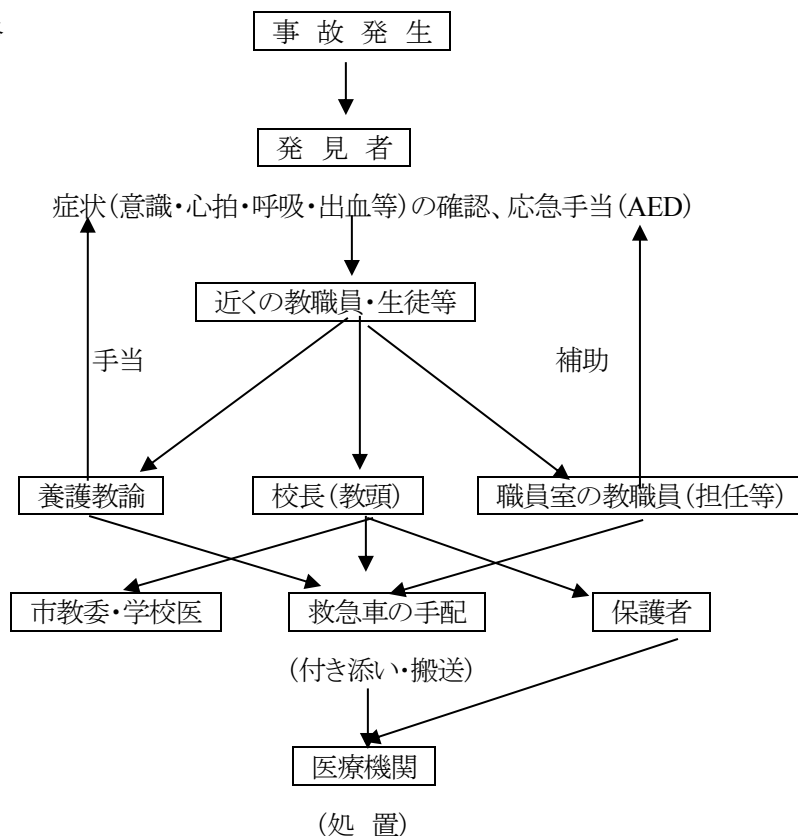 事 故 発 生
発 見 者
症状(意識・心拍・呼吸・出血等)の確認、応急手当(AED)
近くの教職員・生徒等
手当
補助
養護教諭
校長(教頭)
職員室の教職員(担任等)
市教委・学校医
救急車の手配
保護者
(付き添い・搬送)
医療機関
(処 置)